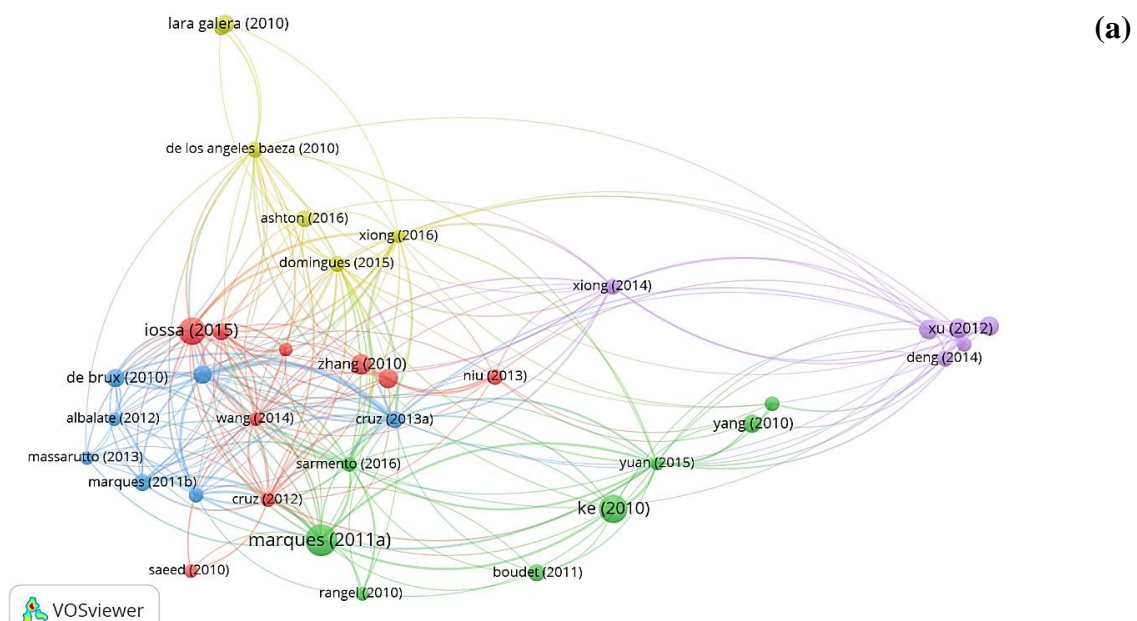 lara galera (2010)
(a)
de los angeles baeza (2010)
ashton (2016)
xiong (2016)
domingues (2015)
xiong (2014)
iossa (2015)
xu (2012)
deng (2014)
zhang (2010)
niu (2013)
de brux (2010)
albalate (2012)
wang (2014)
cruz (2013a)
yang (2010)
massarutto (2013)
sarmento (2016)
yuan (2015)
marques (2011b)
cruz (2012)
ke (2010)
marques (2011a)
saeed (2010)
boudet (2011)
rangel (2010)
VOSviewer